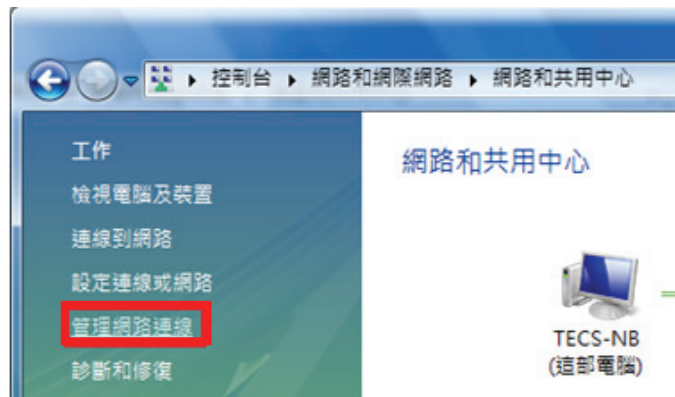 控制台 ▸ 網路和網際網路 ▸ 網路和共用中心
工作
檢視電腦及裝置
連線到網路
設定連線或網路
管理網路連線
診斷和修復
網路和共用中心
TECS-NB
(這部電腦)